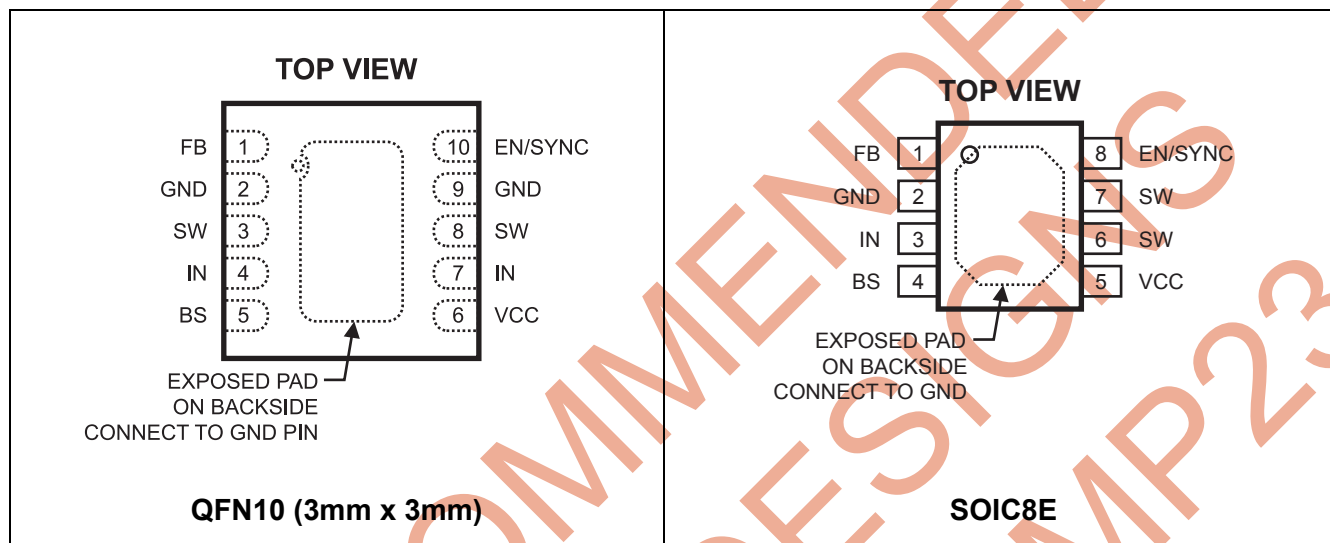 TOP VIEW
FB 1
GND 2
SW 3
IN 4
BS 5
10 EN/SYNC
9 GND
8 SW
7 IN
6 VCC
EXPOSED PAD
ON BACKSIDE
CONNECT TO GND PIN
QFN10 (3mm x 3mm)
TOP VIEW
FB 1
GND 2
IN 3
BS 4
8 EN/SYNC
7 SW
6 SW
5 VCC
EXPOSED PAD
ON BACKSIDE
CONNECT TO GND
SOIC8E
OMMENDE
ESIGNS
MP23